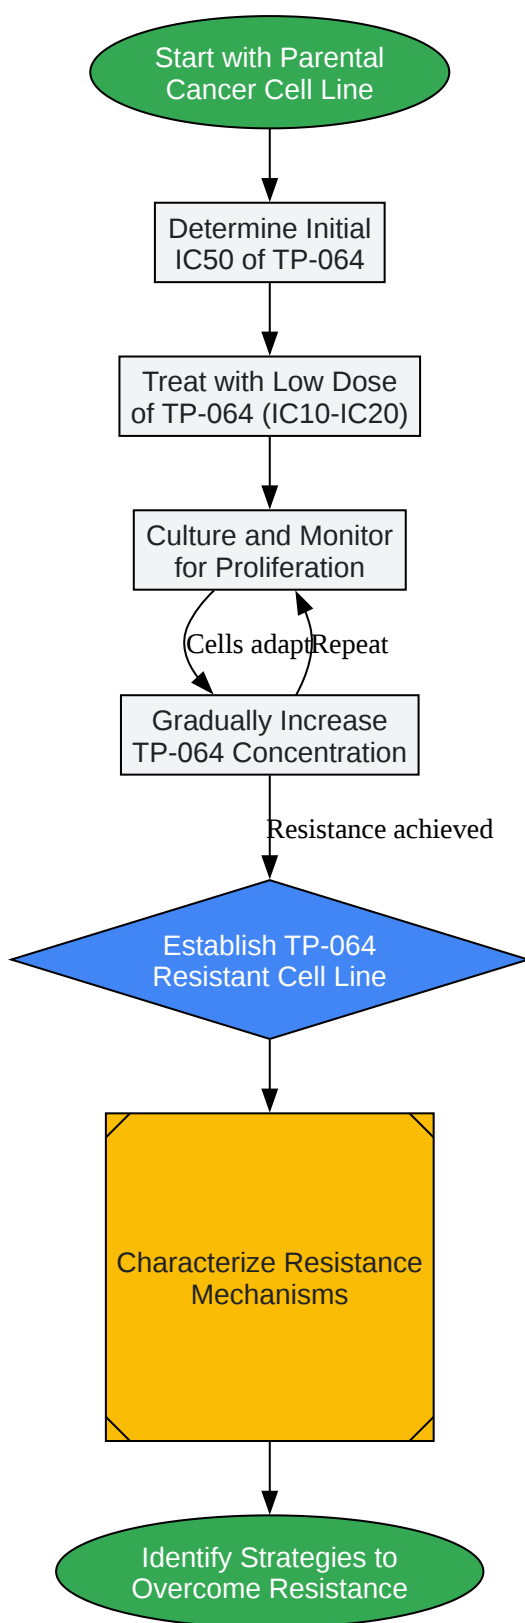 Start with Parental
Cancer Cell Line
Determine Initial
IC50 of TP-064
Treat with Low Dose
of TP-064 (IC10-IC20)
Culture and Monitor
for Proliferation
Cells adapt
Repeat
Gradually Increase
TP-064 Concentration
Resistance achieved
Establish TP-064
Resistant Cell Line
Characterize Resistance
Mechanisms
Identify Strategies to
Overcome Resistance